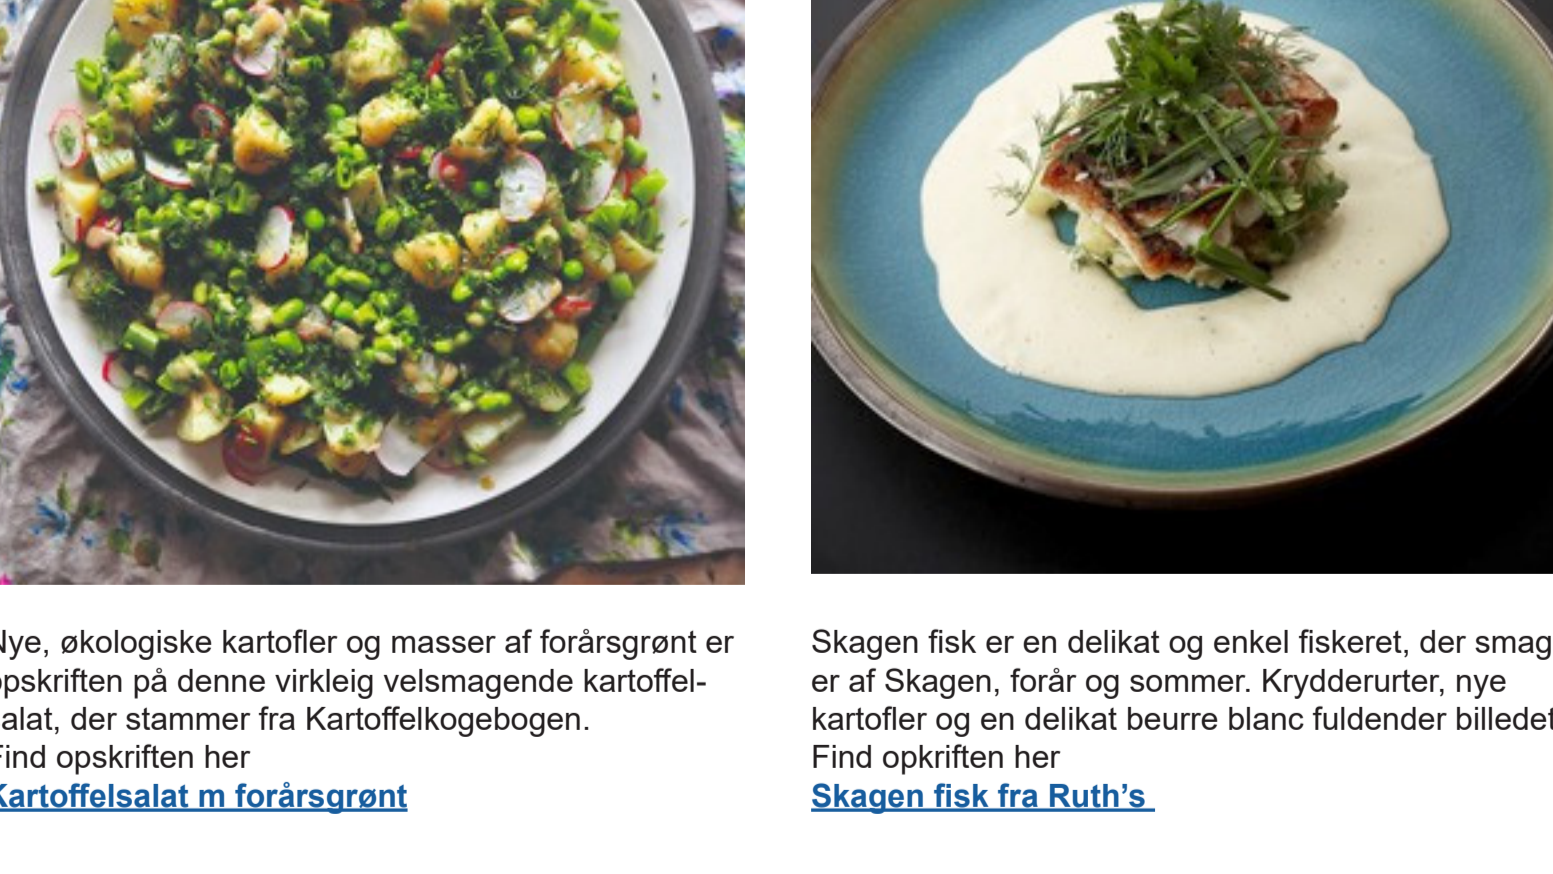 Nye, økologiske kartofler og masser af forårsgrønt er
opskriften på denne virkleig velsmagende kartoffel-
salat, der stammer fra Kartoffelkogebogen.
Find opskriften her
Kartoffelsalat m forårsgrønt
Skagen fisk er en delikat og enkel fiskeret, der smag
er af Skagen, forår og sommer. Krydderurter, nye
kartofler og en delikat beurre blanc fuldender billedet
Find opkriften her
Skagen fisk fra Ruth’s